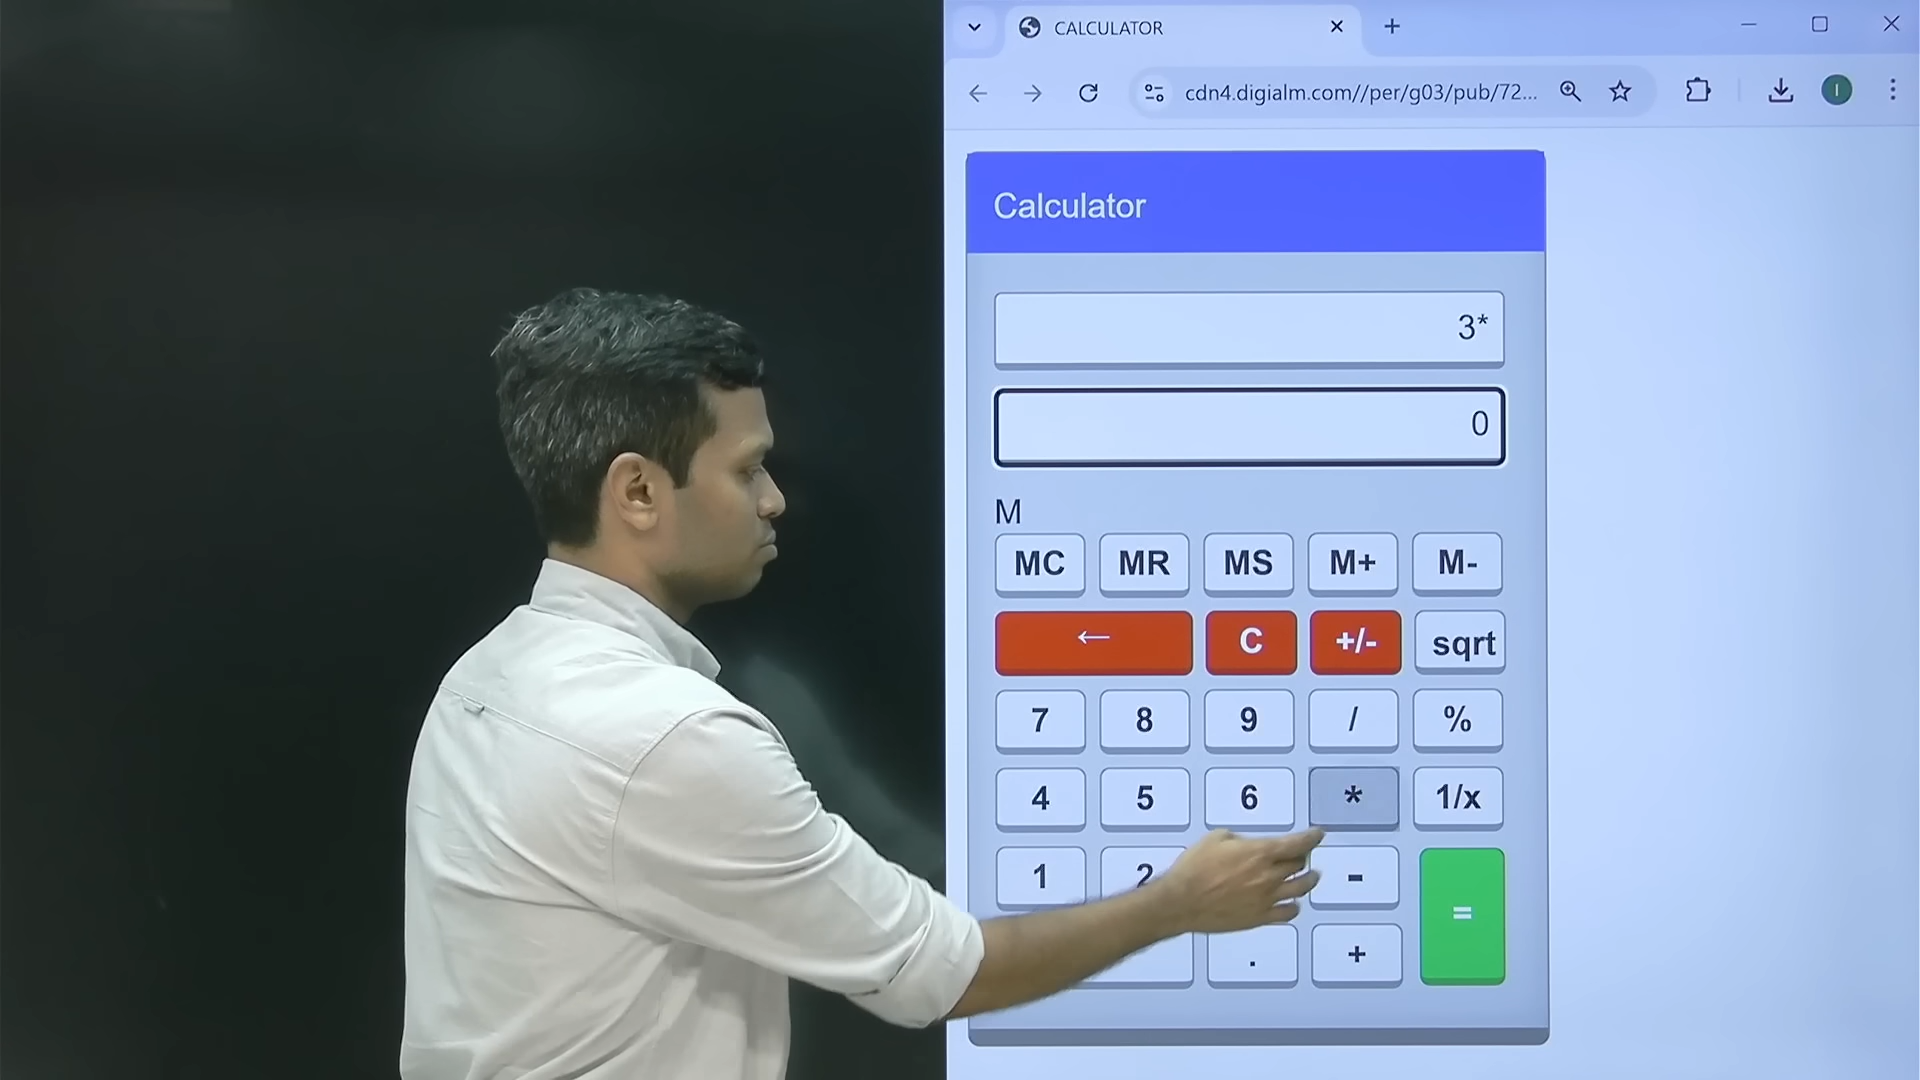 CALCULATOR
cdn4.digialm.com//per/g03/pub/72...
I
Calculator
3*
0
M
MC MR MS M+ M-
← C +/- sqrt
7 8 9 / %
4 5 6 * 1/x
1 2 - =
. +